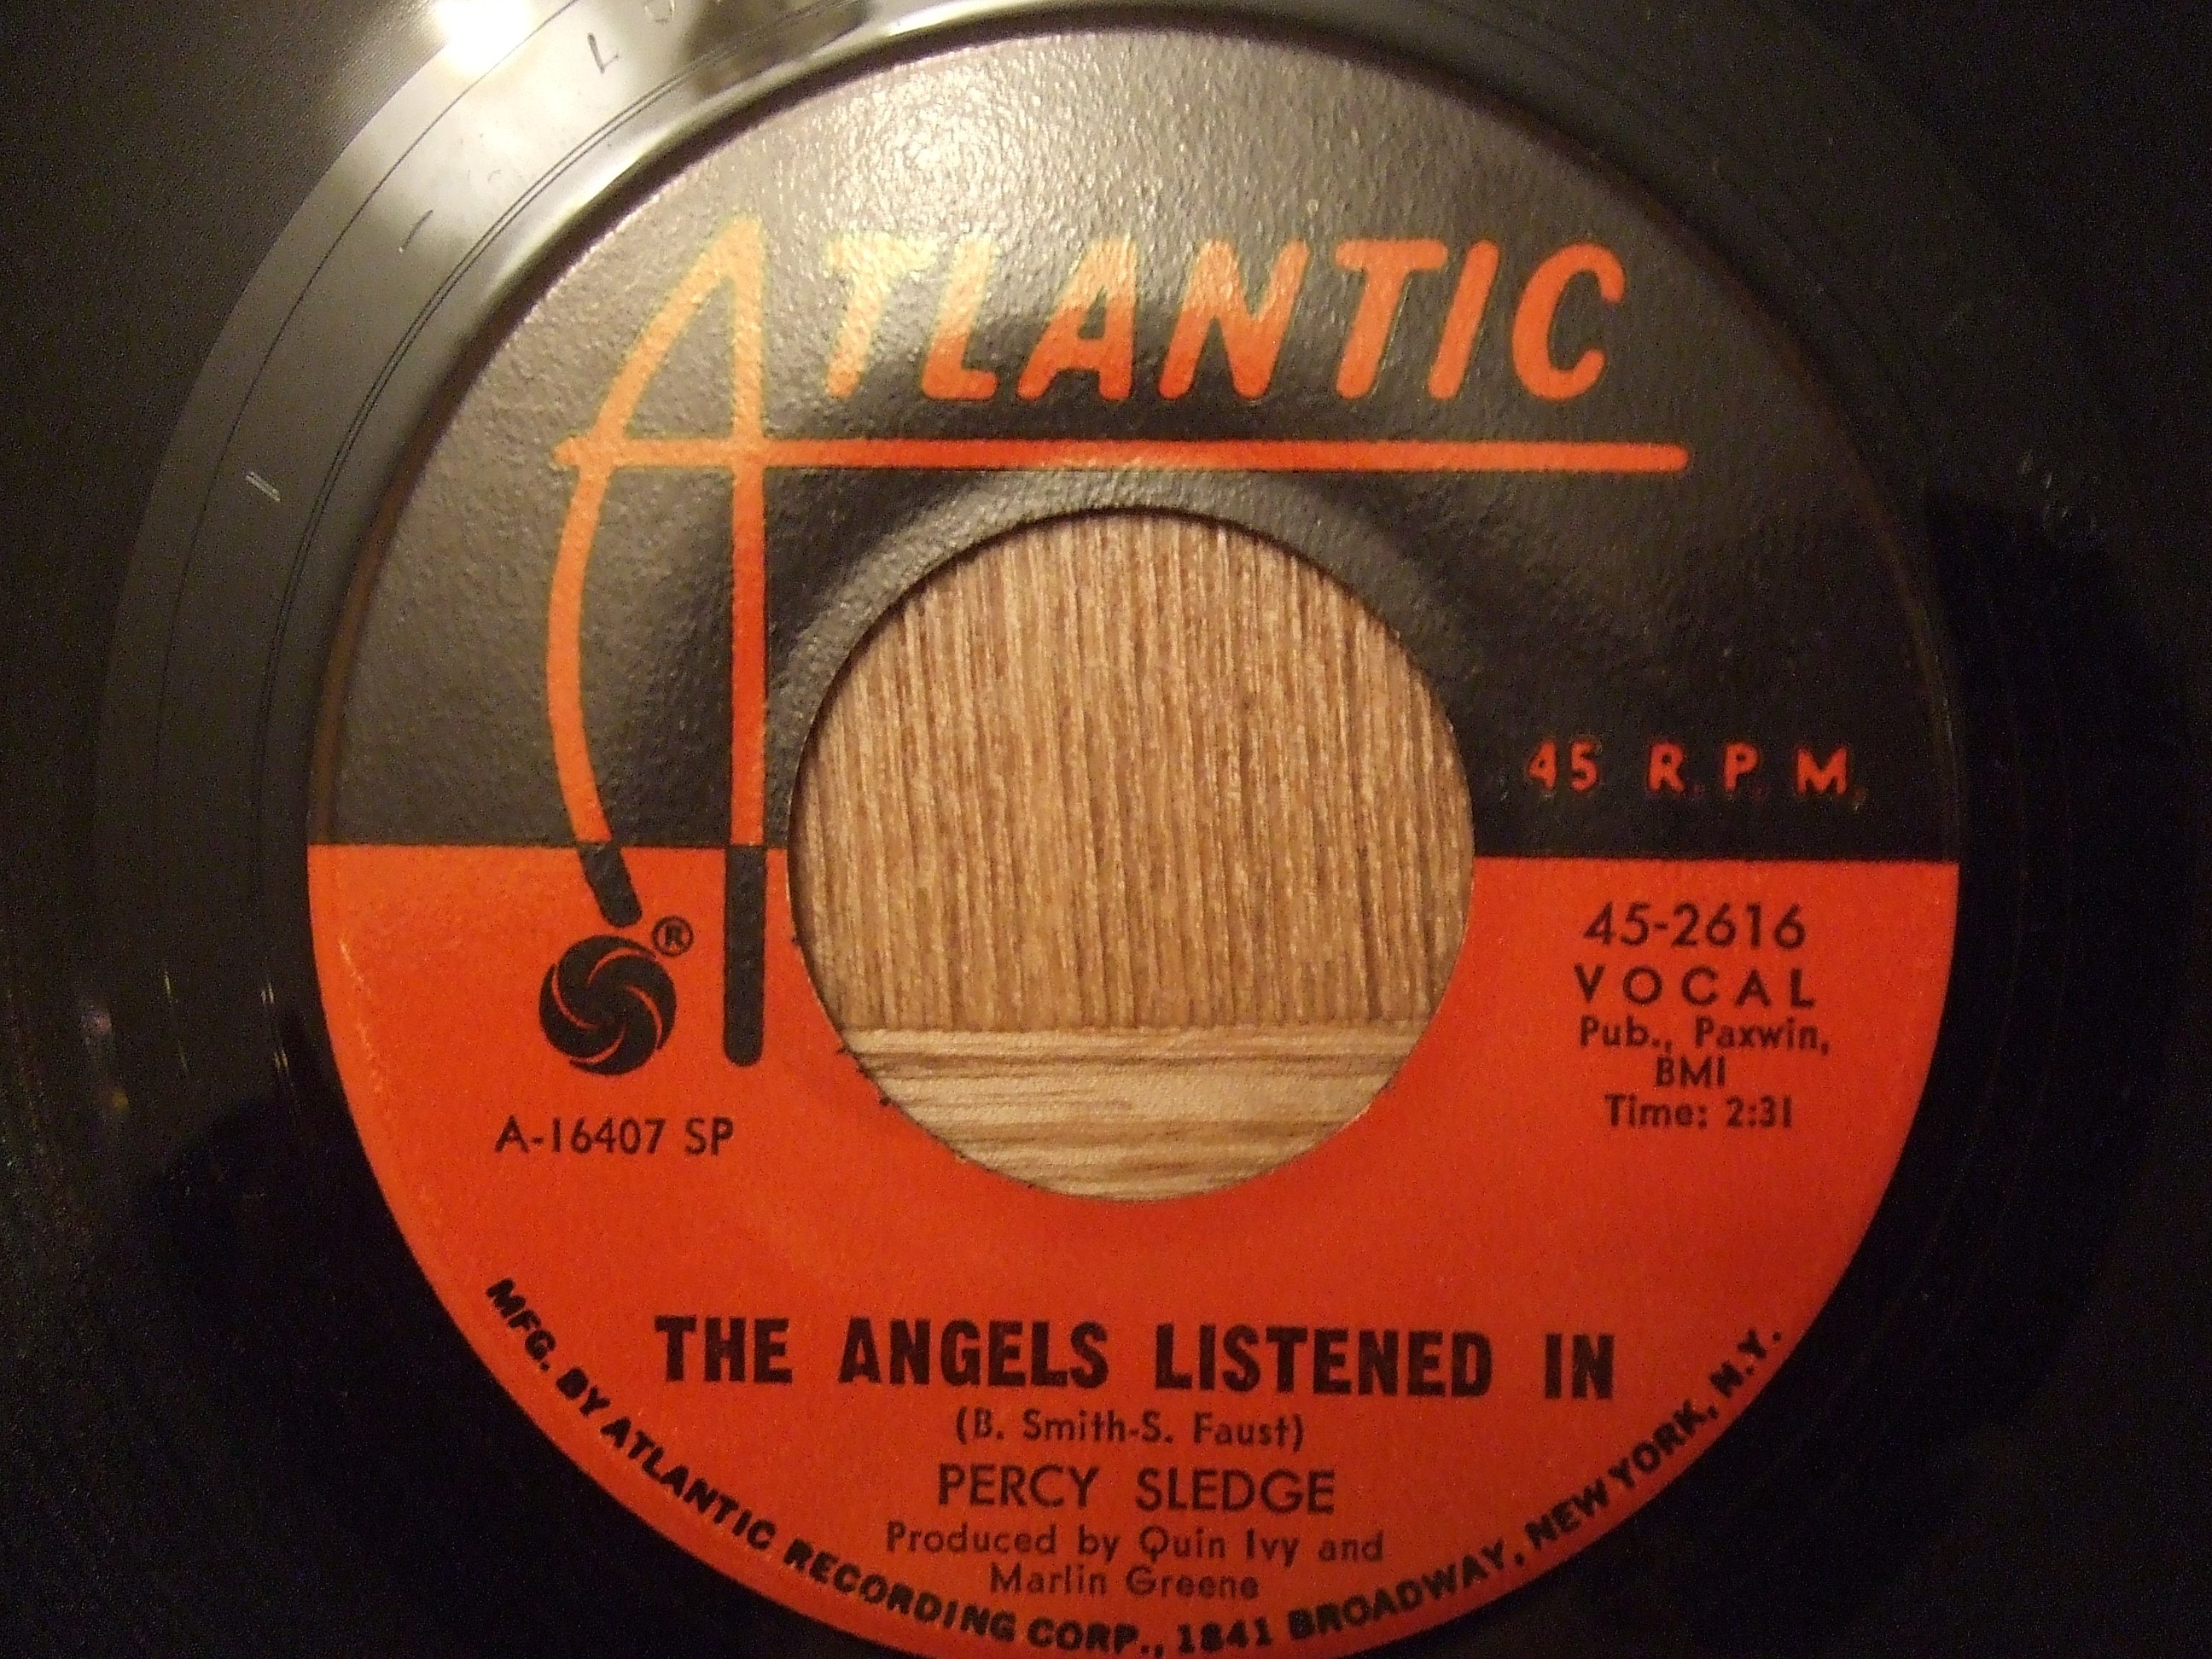 ATLANTIC
45 R.P.M.
®
45-2616
VOCAL
Pub., Paxwin,
BMI
Time: 2:31
A-16407 SP
THE ANGELS LISTENED IN
(B. Smith-S. Faust)
PERCY SLEDGE
Produced by Quin Ivy and
Marlin Greene
MFG. BY ATLANTIC RECORDING CORP., 1841 BROADWAY, NEW YORK, N.Y.